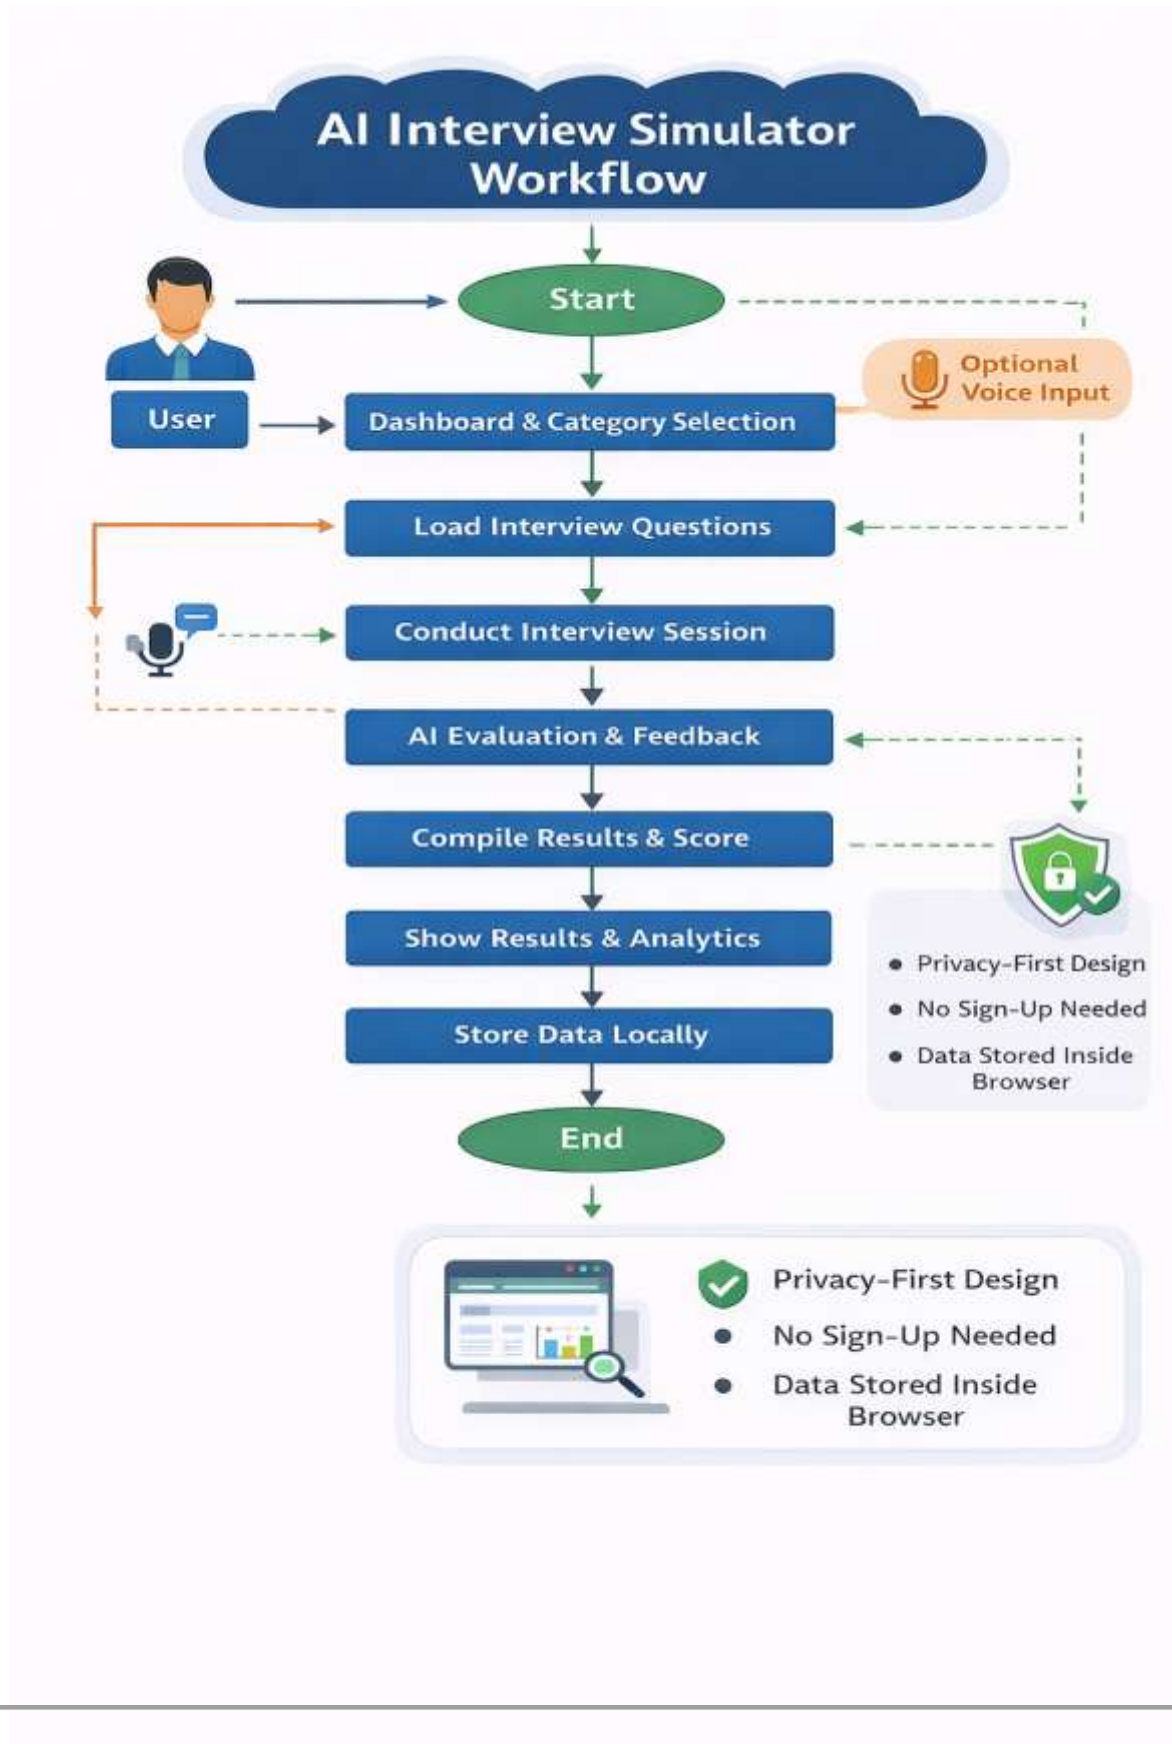 AI Interview Simulator
Workflow
Start
Optional
Voice Input
User
Dashboard & Category Selection
Load Interview Questions
Conduct Interview Session
AI Evaluation & Feedback
Compile Results & Score
Show Results & Analytics
• Privacy-First Design
• No Sign-Up Needed
• Data Stored Inside
Browser
Store Data Locally
End
Privacy-First Design
• No Sign-Up Needed
• Data Stored Inside
Browser